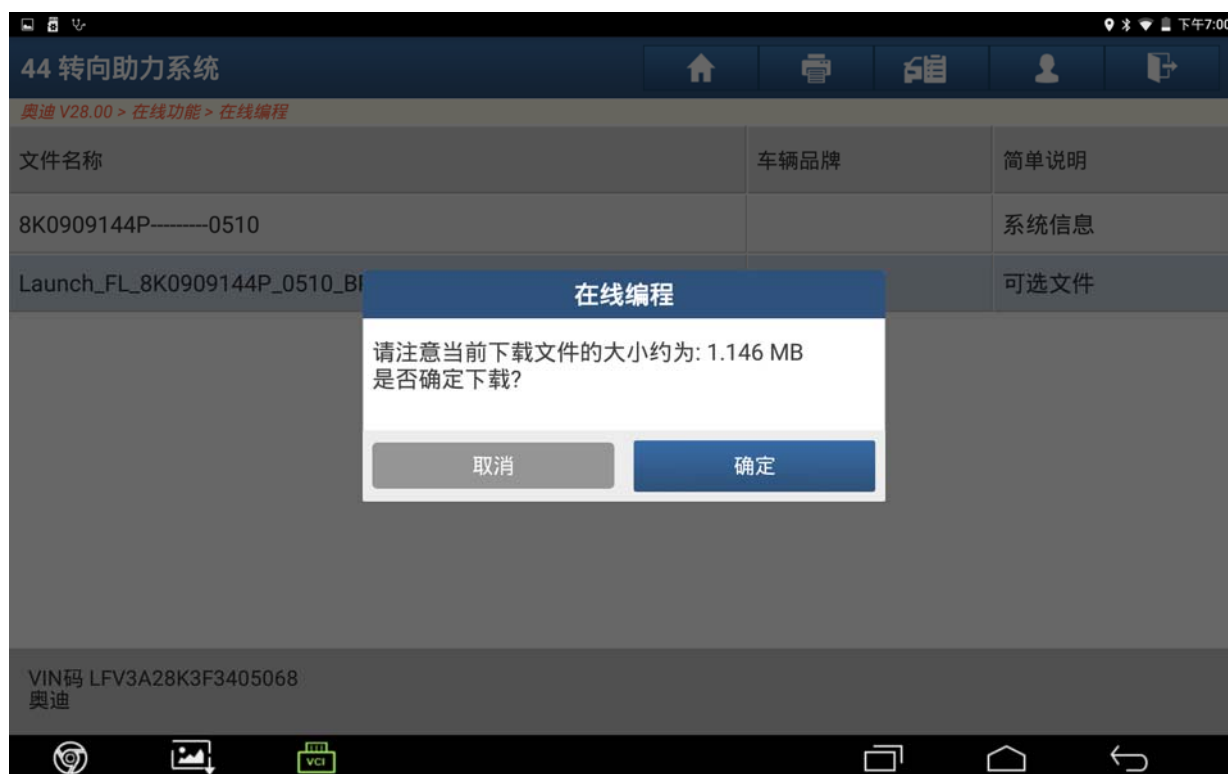 下午7:00
44 转向助力系统
奥迪 V28.00 > 在线功能 > 在线编程
文件名称 车辆品牌 简单说明
8K0909144P---------0510 系统信息
Launch_FL_8K0909144P_0510_BI 可选文件
在线编程
请注意当前下载文件的大小约为: 1.146 MB
是否确定下载?
取消 确定
VIN码 LFV3A28K3F3405068
奥迪
VCI